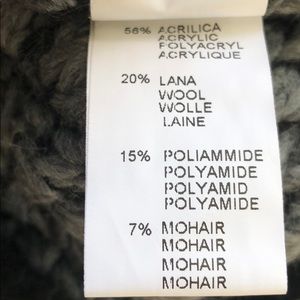 56% ACRILICA
ACRYLIC
POLYACRYL
ACRYLIQUE
20% LANA
WOOL
WOLLE
LAINE
15% POLIAMMIDE
POLYAMIDE
POLYAMID
POLYAMIDE
7% MOHAIR
MOHAIR
MOHAIR
MOHAIR